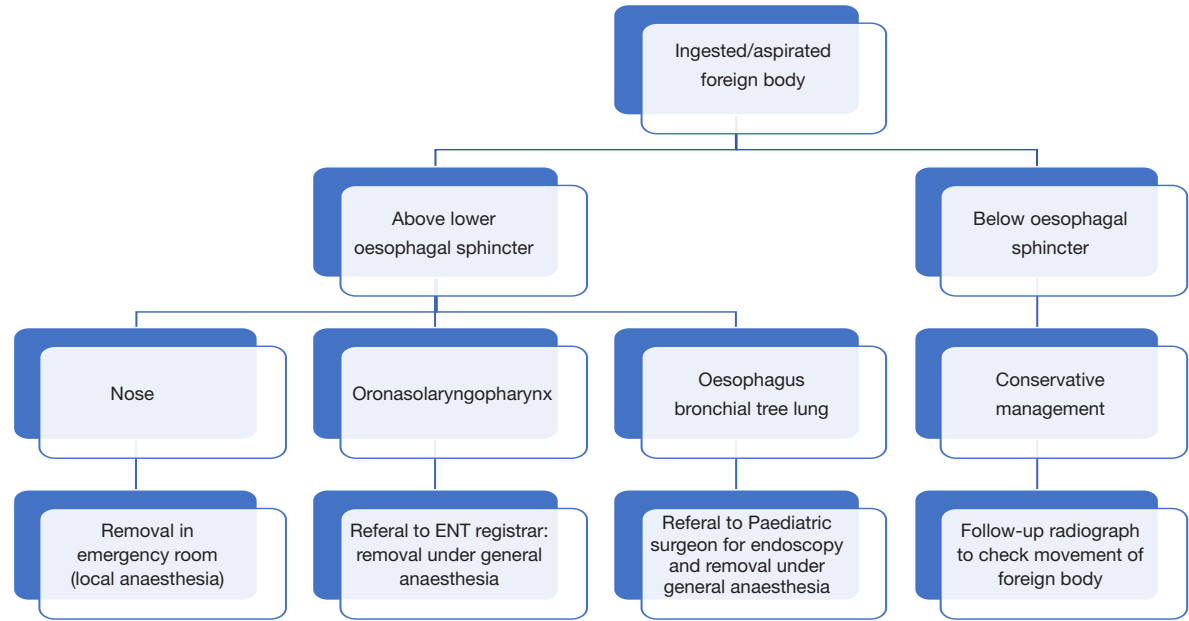 Ingested/aspirated
foreign body
Above lower
oesophagal sphincter
Below oesophagal
sphincter
Nose
Oronasolaryngopharynx
Oesophagus
bronchial tree lung
Conservative
management
Removal in
emergency room
(local anaesthesia)
Referal to ENT registrar:
removal under general
anaesthesia
Referal to Paediatric
surgeon for endoscopy
and removal under
general anaesthesia
Follow-up radiograph
to check movement of
foreign body